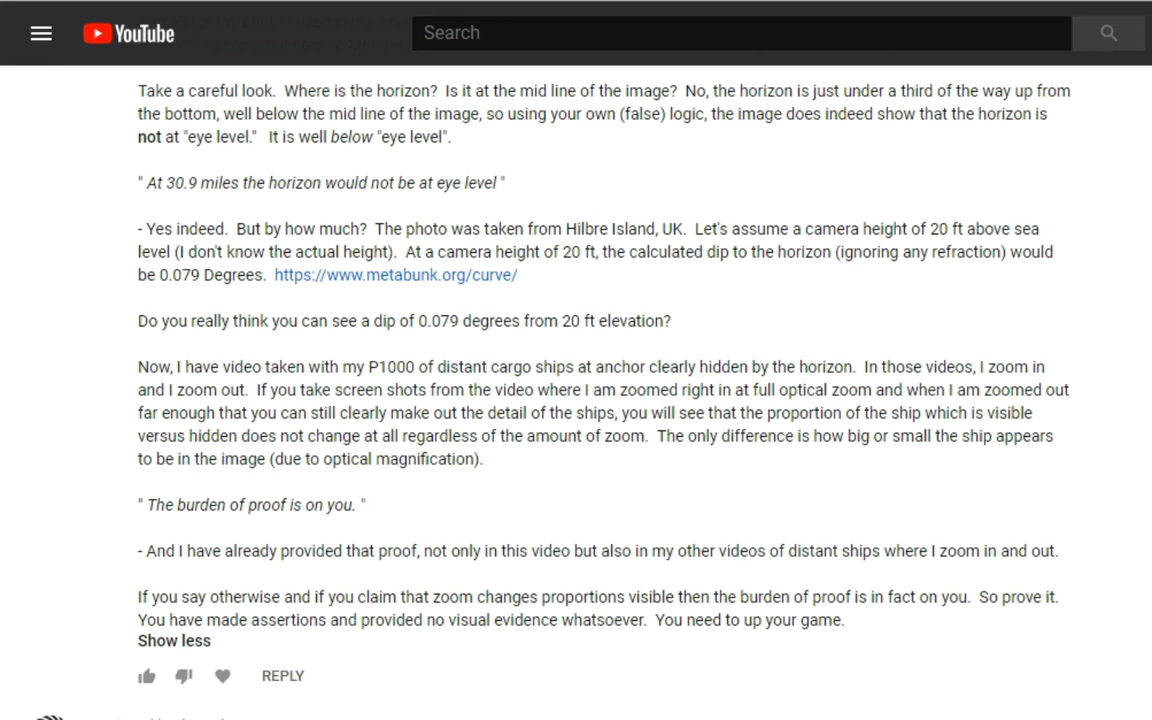 YouTube
Search
Take a careful look.  Where is the horizon?  Is it at the mid line of the image?  No, the horizon is just under a third of the way up from
the bottom, well below the mid line of the image, so using your own (false) logic, the image does indeed show that the horizon is
not at "eye level."   It is well below "eye level".
" At 30.9 miles the horizon would not be at eye level "
- Yes indeed.  But by how much?  The photo was taken from Hilbre Island, UK.  Let's assume a camera height of 20 ft above sea
level (I don't know the actual height).  At a camera height of 20 ft, the calculated dip to the horizon (ignoring any refraction) would
be 0.079 Degrees.  https://www.metabunk.org/curve/
Do you really think you can see a dip of 0.079 degrees from 20 ft elevation?
Now, I have video taken with my P1000 of distant cargo ships at anchor clearly hidden by the horizon.  In those videos, I zoom in
and I zoom out.  If you take screen shots from the video where I am zoomed right in at full optical zoom and when I am zoomed out
far enough that you can still clearly make out the detail of the ships, you will see that the proportion of the ship which is visible
versus hidden does not change at all regardless of the amount of zoom.  The only difference is how big or small the ship appears
to be in the image (due to optical magnification).
" The burden of proof is on you. "
- And I have already provided that proof, not only in this video but also in my other videos of distant ships where I zoom in and out.
If you say otherwise and if you claim that zoom changes proportions visible then the burden of proof is in fact on you.  So prove it.
You have made assertions and provided no visual evidence whatsoever.  You need to up your game.
Show less
REPLY